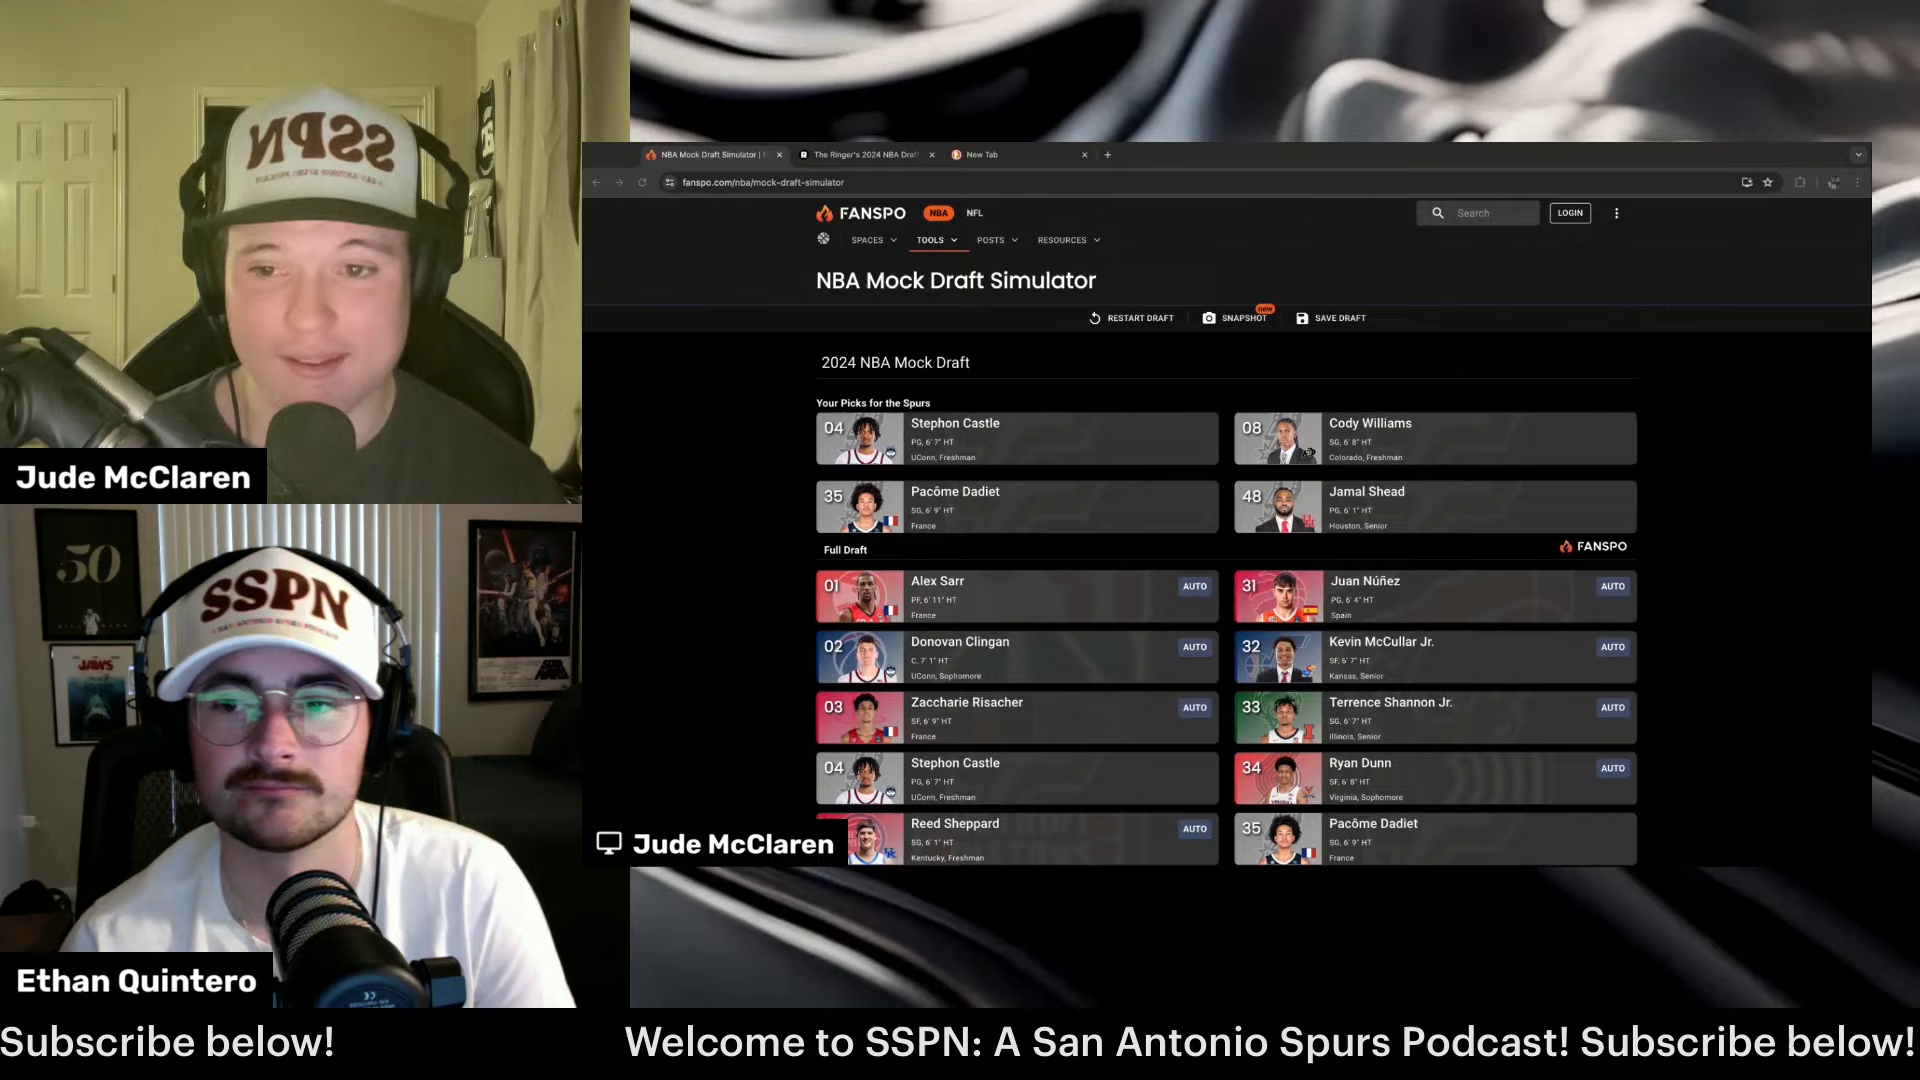 SSPN
Jude McClaren
50
JAWS
SSPN
Ethan Quintero
NBA Mock Draft Simulator | F
The Ringer's 2024 NBA Draf
New Tab
fanspo.com/nba/mock-draft-simulator
FANSPO
NBA
NFL
Search
LOGIN
SPACES
TOOLS
POSTS
RESOURCES
NBA Mock Draft Simulator
RESTART DRAFT
SNAPSHOT
new
SAVE DRAFT
2024 NBA Mock Draft
Your Picks for the Spurs
04 Stephon Castle
PG, 6' 7" HT
UConn, Freshman
08 Cody Williams
SG, 6' 8" HT
Colorado, Freshman
35 Pacôme Dadiet
SG, 6' 9" HT
France
48 Jamal Shead
PG, 6' 1" HT
Houston, Senior
Full Draft
FANSPO
01 Alex Sarr AUTO
PF, 6' 11" HT
France
31 Juan Núñez AUTO
PG, 6' 4" HT
Spain
02 Donovan Clingan AUTO
C, 7' 1" HT
UConn, Sophomore
32 Kevin McCullar Jr. AUTO
SF, 6' 7" HT
Kansas, Senior
03 Zaccharie Risacher AUTO
SF, 6' 9" HT
France
33 Terrence Shannon Jr. AUTO
SG, 6' 7" HT
Illinois, Senior
04 Stephon Castle
PG, 6' 7" HT
UConn, Freshman
34 Ryan Dunn AUTO
SF, 6' 8" HT
Virginia, Sophomore
Reed Sheppard AUTO
SG, 6' 1" HT
Kentucky, Freshman
35 Pacôme Dadiet
SG, 6' 9" HT
France
Jude McClaren
Subscribe below!
Welcome to SSPN: A San Antonio Spurs Podcast! Subscribe below!